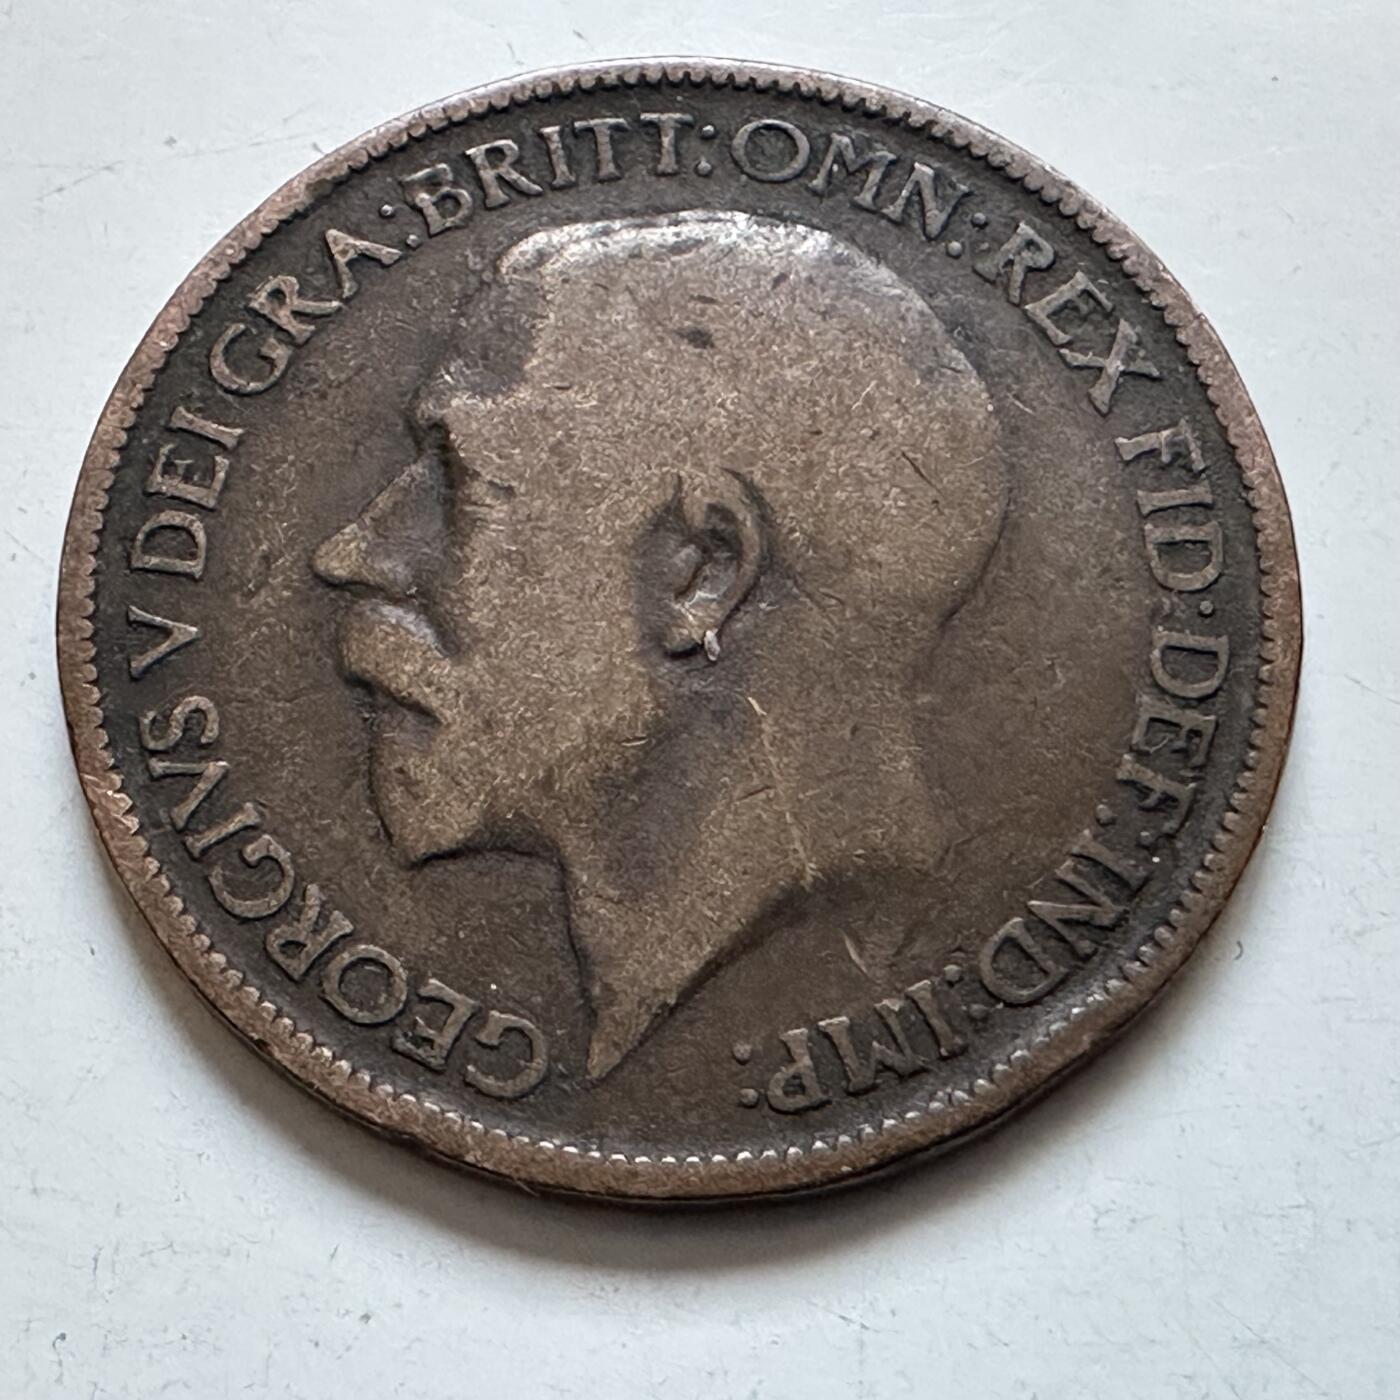 GEORGIVS V DEI GRA:BRITT:OMN:REX FID:DEF:IND:IMP: